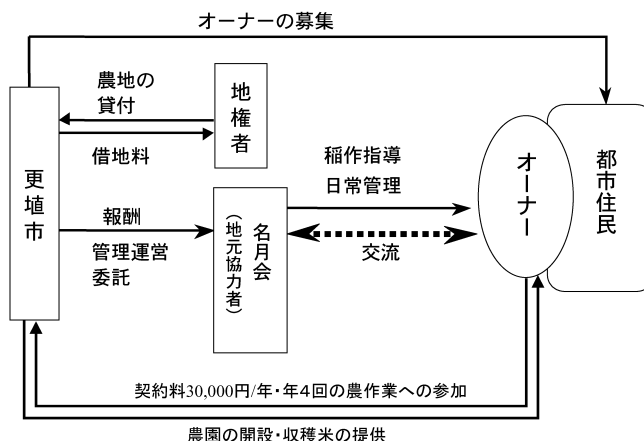 オーナーの募集
農地の
貸付
地権者
借地料
更埴市
稲作指導
日常管理
オーナー
都市住民
報酬
管理運営
委託
名月会
(地元協力者)
交流
契約料30,000円/年・年４回の農作業への参加
農園の開設・収穫米の提供